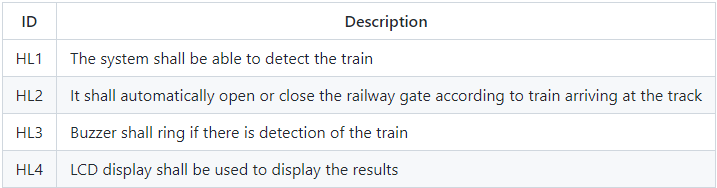 ID Description
HL1 The system shall be able to detect the train
HL2 It shall automatically open or close the railway gate according to train arriving at the track
HL3 Buzzer shall ring if there is detection of the train
HL4 LCD display shall be used to display the results